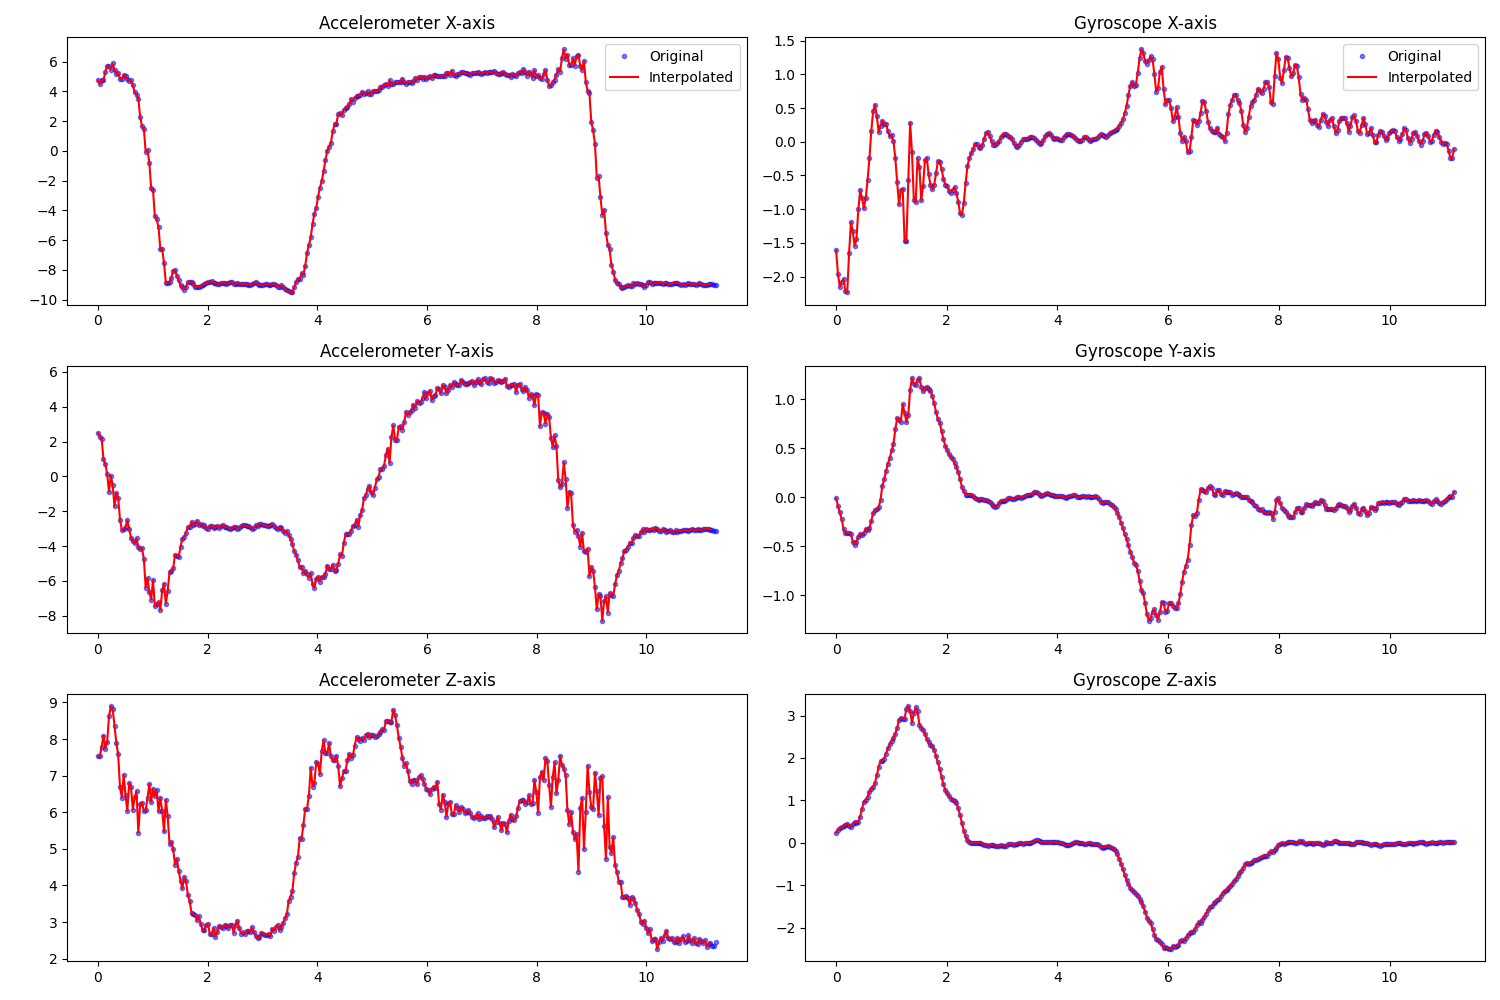 Accelerometer X-axis
Original
Interpolated
6
4
2
0
−2
−4
−6
−8
−10
0 2 4 6 8 10
Gyroscope X-axis
Original
Interpolated
1.5
1.0
0.5
0.0
−0.5
−1.0
−1.5
−2.0
0 2 4 6 8 10
Accelerometer Y-axis
6
4
2
0
−2
−4
−6
−8
0 2 4 6 8 10
Gyroscope Y-axis
1.0
0.5
0.0
−0.5
−1.0
0 2 4 6 8 10
Accelerometer Z-axis
9
8
7
6
5
4
3
2
0 2 4 6 8 10
Gyroscope Z-axis
3
2
1
0
−1
−2
0 2 4 6 8 10